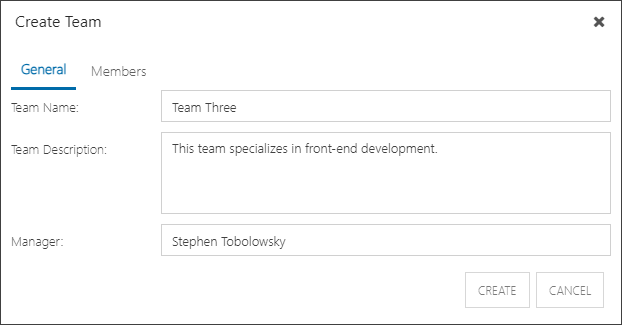 Create Team
General Members
Team Name: Team Three
Team Description: This team specializes in front-end development.
Manager: Stephen Tobolowsky
CREATE CANCEL